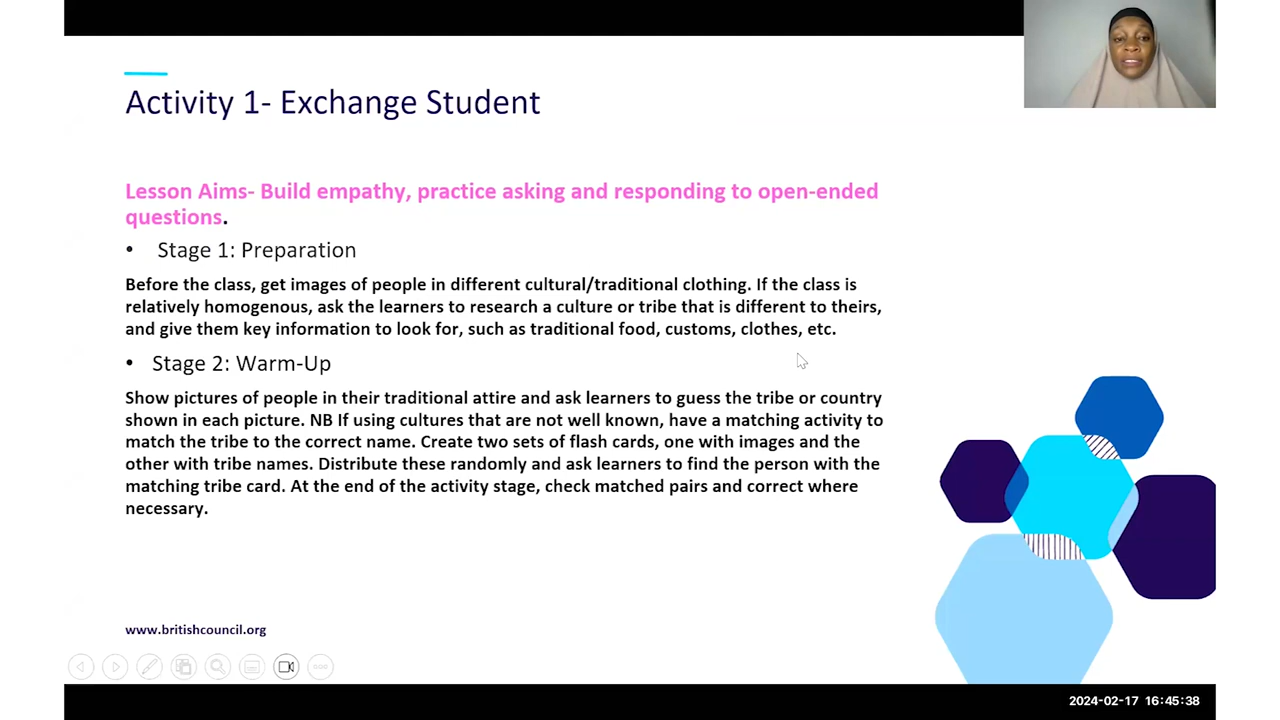 Activity 1- Exchange Student
Lesson Aims- Build empathy, practice asking and responding to open-ended
questions.
• Stage 1: Preparation
Before the class, get images of people in different cultural/traditional clothing. If the class is
relatively homogenous, ask the learners to research a culture or tribe that is different to theirs,
and give them key information to look for, such as traditional food, customs, clothes, etc.
• Stage 2: Warm-Up
Show pictures of people in their traditional attire and ask learners to guess the tribe or country
shown in each picture. NB If using cultures that are not well known, have a matching activity to
match the tribe to the correct name. Create two sets of flash cards, one with images and the
other with tribe names. Distribute these randomly and ask learners to find the person with the
matching tribe card. At the end of the activity stage, check matched pairs and correct where
necessary.
www.britishcouncil.org
2024-02-17 16:45:38